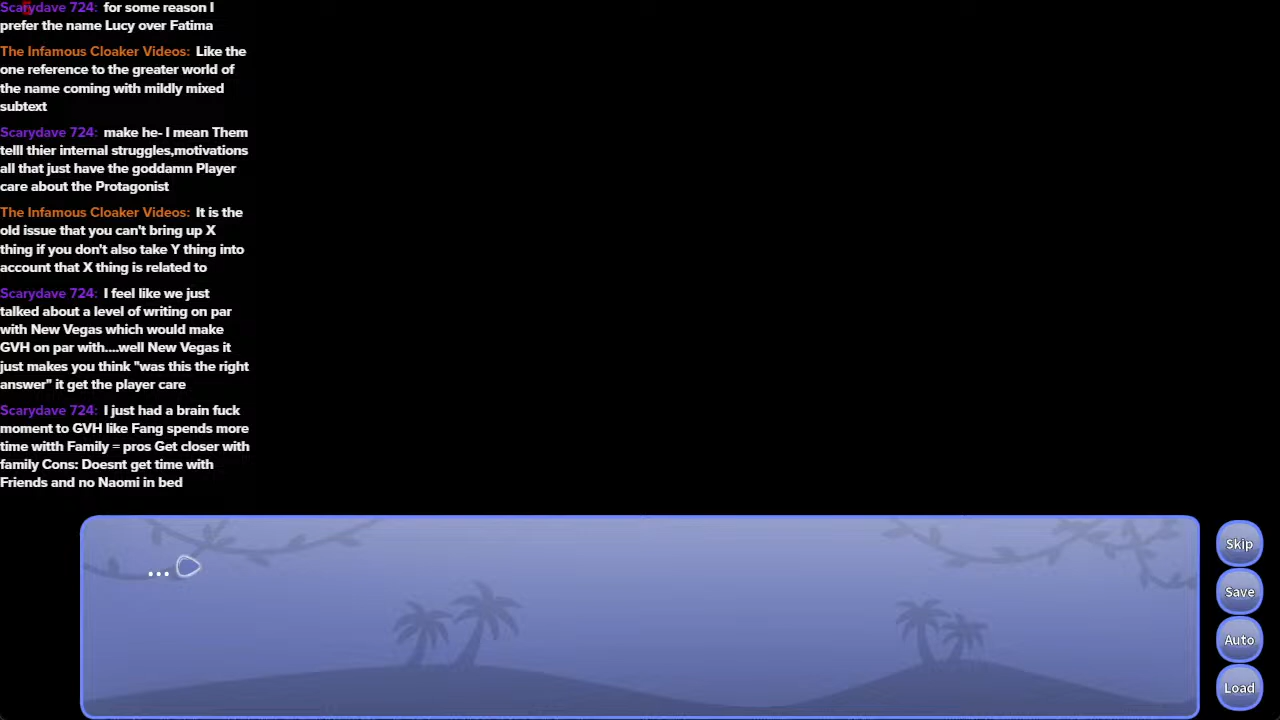 Scarydave 724: for some reason I
prefer the name Lucy over Fatima
The Infamous Cloaker Videos: Like the
one reference to the greater world of
the name coming with mildly mixed
subtext
Scarydave 724: make he- I mean Them
telll thier internal struggles,motivations
all that just have the goddamn Player
care about the Protagonist
The Infamous Cloaker Videos: It is the
old issue that you can't bring up X
thing if you don't also take Y thing into
account that X thing is related to
Scarydave 724: I feel like we just
talked about a level of writing on par
with New Vegas which would make
GVH on par with....well New Vegas it
just makes you think "was this the right
answer" it get the player care
Scarydave 724: I just had a brain fuck
moment to GVH like Fang spends more
time witth Family = pros Get closer with
family Cons: Doesnt get time with
Friends and no Naomi in bed
...
Skip
Save
Auto
Load